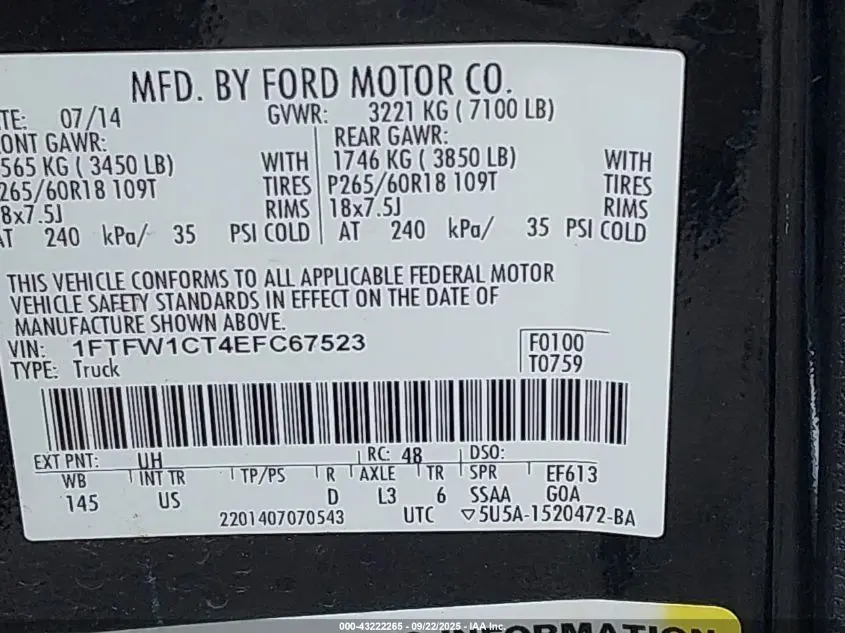 MFD. BY FORD MOTOR CO.
TE: 07/14 GVWR: 3221 KG ( 7100 LB)
ONT GAWR: REAR GAWR:
565 KG ( 3450 LB) WITH 1746 KG ( 3850 LB) WITH
265/60R18 109T TIRES P265/60R18 109T TIRES
8x7.5J RIMS 18x7.5J RIMS
AT 240 kPa/ 35 PSI COLD AT 240 kPa/ 35 PSI COLD
THIS VEHICLE CONFORMS TO ALL APPLICABLE FEDERAL MOTOR
VEHICLE SAFETY STANDARDS IN EFFECT ON THE DATE OF
MANUFACTURE SHOWN ABOVE.
VIN: 1FTFW1CT4EFC67523 F0100
TYPE: Truck T0759
EXT PNT: UH RC: 48 DSO:
WB INT TR TP/PS R AXLE TR SPR EF613
145 US D L3 6 SSAA GOA
2201407070543 UTC ▽5U5A-1520472-BA
INFORMATION
000-43222265 - 09/22/2025 - IAA Inc.